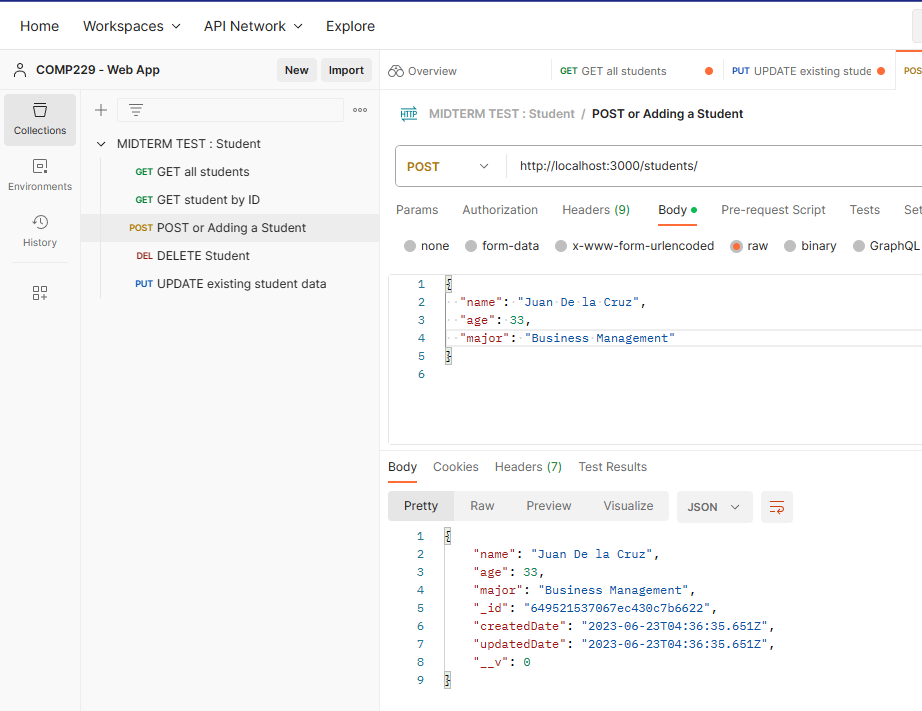 Home Workspaces API Network Explore
COMP229 - Web App New Import
Overview GET GET all students PUT UPDATE existing stude POS
Collections
Environments
History
MIDTERM TEST : Student
GET GET all students
GET GET student by ID
POST POST or Adding a Student
DEL DELETE Student
PUT UPDATE existing student data
HTTP MIDTERM TEST : Student / POST or Adding a Student
POST http://localhost:3000/students/
Params Authorization Headers (9) Body Pre-request Script Tests Set
none form-data x-www-form-urlencoded raw binary GraphQL
1 {
2 "name": "Juan De la Cruz",
3 "age": 33,
4 "major": "Business Management"
5 }
6
Body Cookies Headers (7) Test Results
Pretty Raw Preview Visualize JSON
1 {
2 "name": "Juan De la Cruz",
3 "age": 33,
4 "major": "Business Management",
5 "_id": "649521537067ec430c7b6622",
6 "createdDate": "2023-06-23T04:36:35.651Z",
7 "updatedDate": "2023-06-23T04:36:35.651Z",
8 "__v": 0
9 }